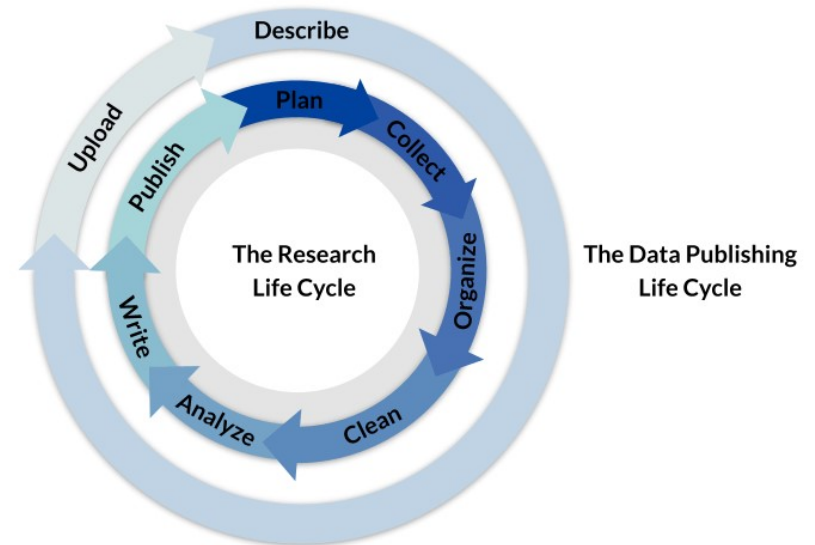 Describe
Upload
Plan
Collect
Organize
Clean
Analyze
Write
Publish
The Research
Life Cycle
The Data Publishing
Life Cycle